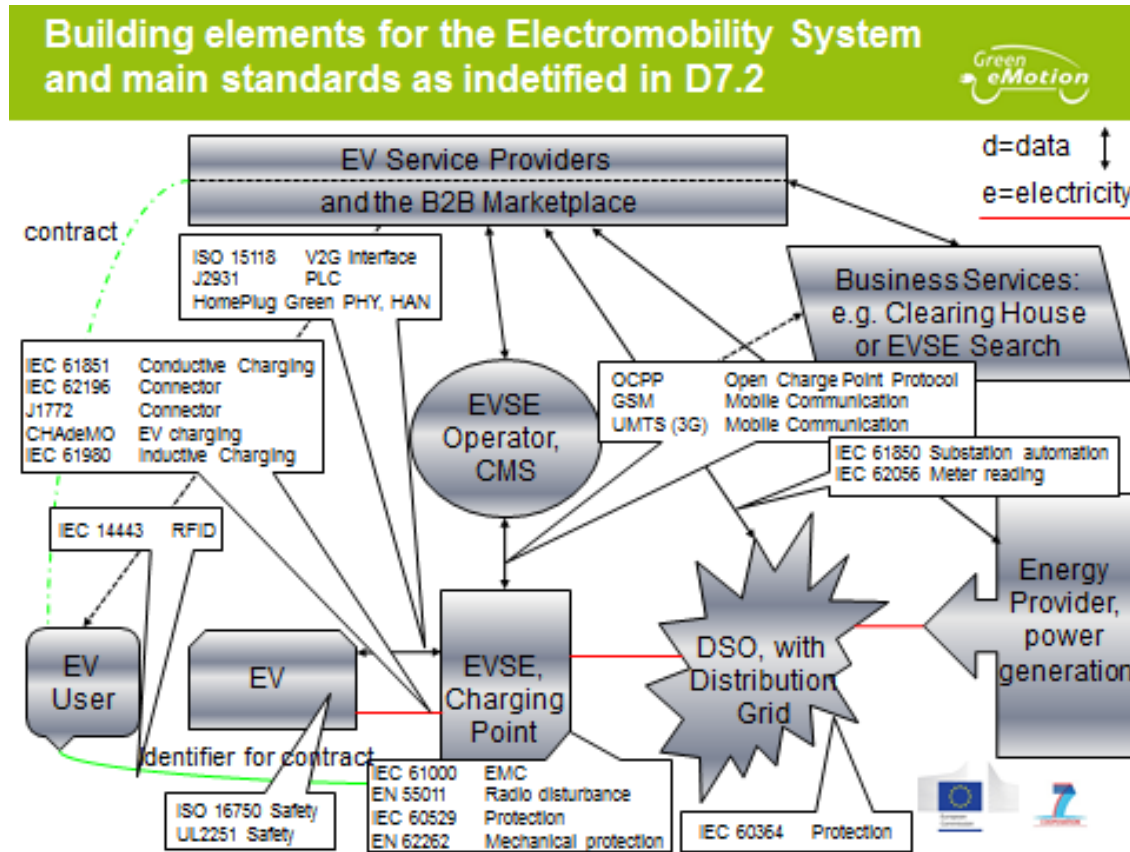 Building elements for the Electromobility System
and main standards as indetified in D7.2
Green
eMotion
EV Service Providers
and the B2B Marketplace
d=data
e=electricity
contract
ISO 15118 V2G Interface
J2931 PLC
HomePlug Green PHY, HAN
Business Services:
e.g. Clearing House
or EVSE Search
IEC 61851 Conductive Charging
IEC 62196 Connector
J1772 Connector
CHAdeMO EV charging
IEC 61980 Inductive Charging
EVSE
Operator,
CMS
OCPP Open Charge Point Protocol
GSM Mobile Communication
UMTS (3G) Mobile Communication
IEC 61850 Substation automation
IEC 62056 Meter reading
IEC 14443 RFID
EV
User
EV
EVSE,
Charging
Point
DSO, with
Distribution
Grid
Energy
Provider,
power
generation
Identifier for contract
ISO 16750 Safety
UL2251 Safety
IEC 61000 EMC
EN 55011 Radio disturbance
IEC 60529 Protection
EN 62262 Mechanical protection
IEC 60364 Protection
European
Commission
7